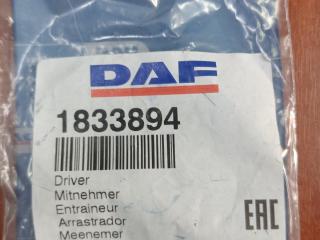 DAF
1833894
Driver
Mitnehmer
Entraineur
Arrastrador
Meenemer
EAC